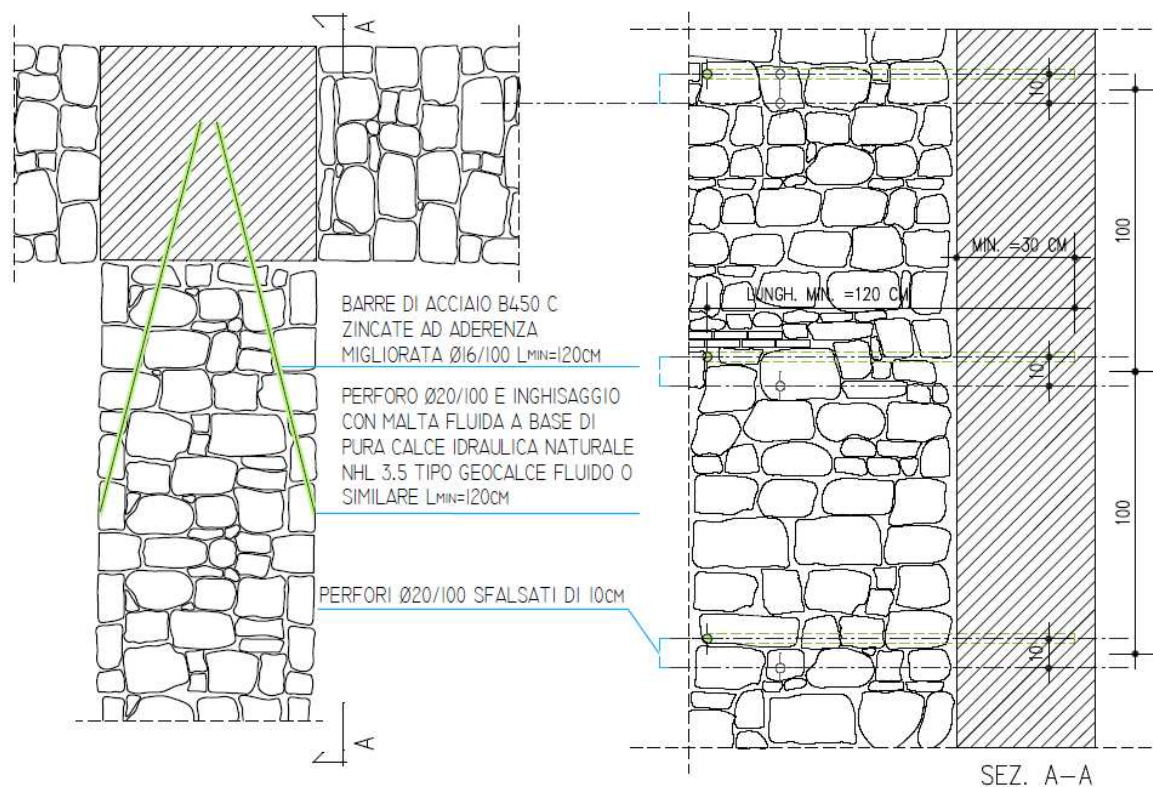 A
10
MIN. =30 CM
100
LUNGH. MIN. =120 CM
BARRE DI ACCIAIO B450 C
ZINCATE AD ADERENZA
MIGLIORATA Ø16/100 LMIN=120CM
10
PERFORO Ø20/100 E INGHISAGGIO
CON MALTA FLUIDA A BASE DI
PURA CALCE IDRAULICA NATURALE
NHL 3.5 TIPO GEOCALCE FLUIDO O
SIMILARE LMIN=120CM
100
PERFORI Ø20/100 SFALSATI DI 10CM
10
A
SEZ. A-A